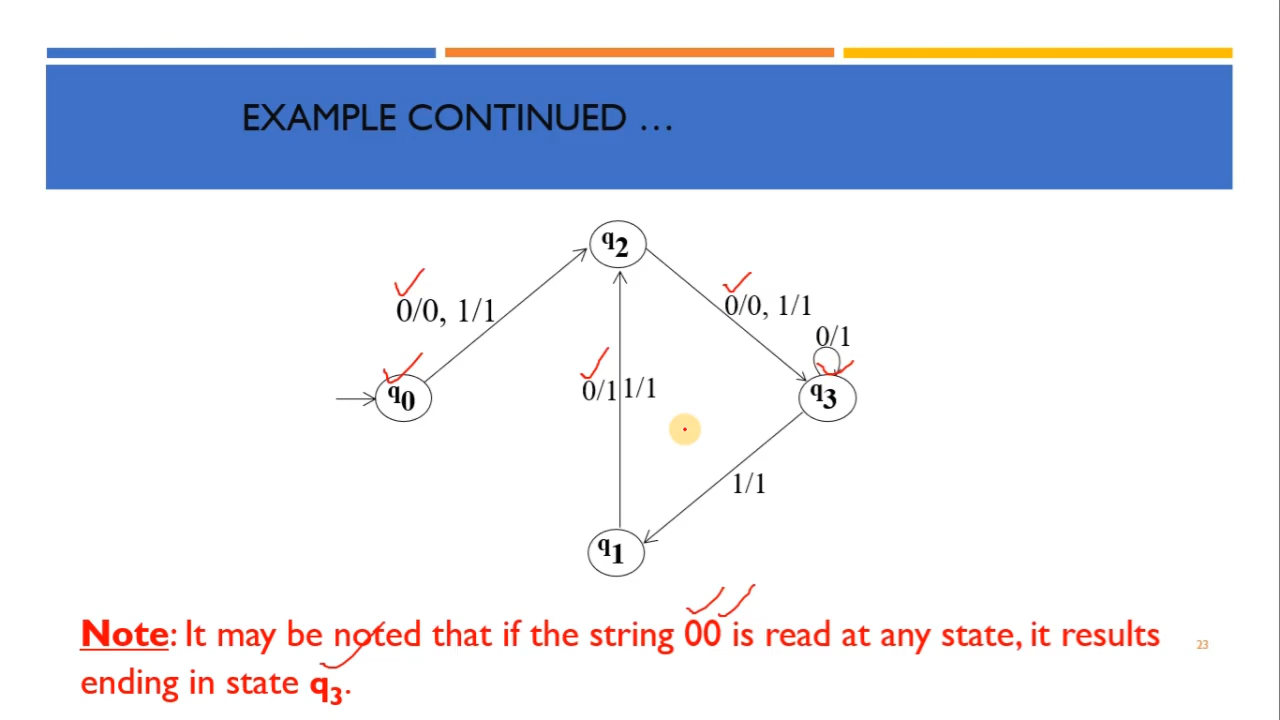 EXAMPLE CONTINUED ...
q2
0/0, 1/1
0/0, 1/1
0/1
0/1 1/1
q0
q3
1/1
q1
Note: It may be noted that if the string 00 is read at any state, it results
ending in state q3.
23